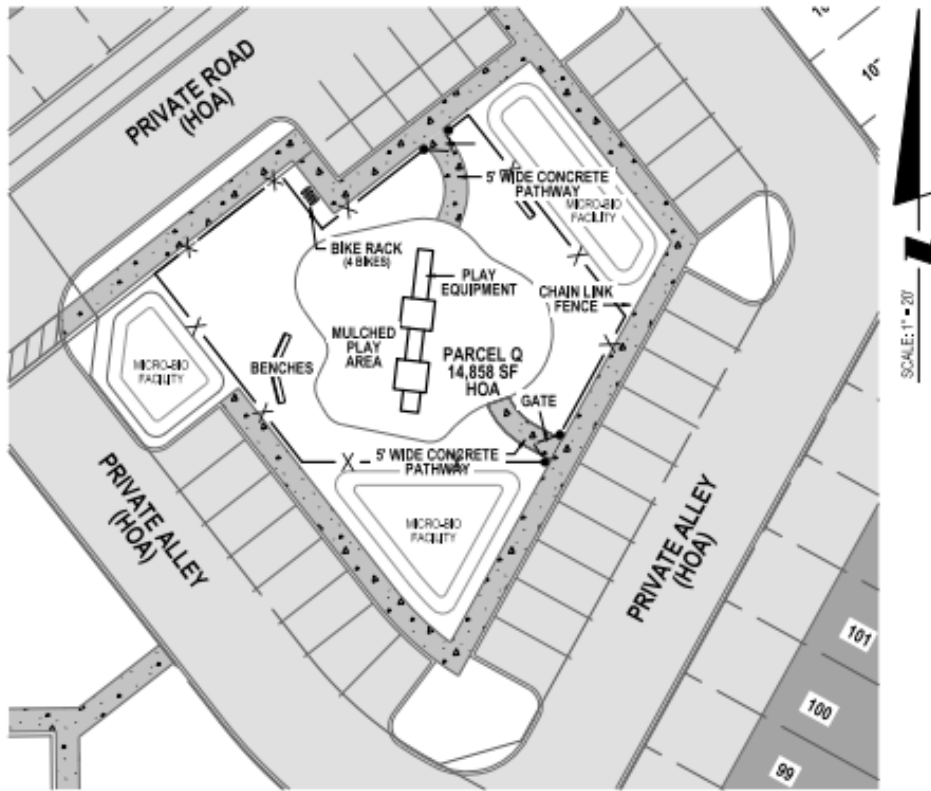 PRIVATE ROAD
(HOA)
5' WIDE CONCRETE
PATHWAY
MICRO-BIO
FACILITY
BIKE RACK
(4 BIKES)
PLAY
EQUIPMENT
CHAIN LINK
FENCE
MULCHED
PLAY
AREA
PARCEL Q
14,858 SF
HOA
MICRO-BIO
FACILITY
BENCHES
GATE
5' WIDE CONCRETE
PATHWAY
MICRO-BIO
FACILITY
PRIVATE ALLEY
(HOA)
PRIVATE ALLEY
(HOA)
101
100
99
SCALE: 1" = 20'